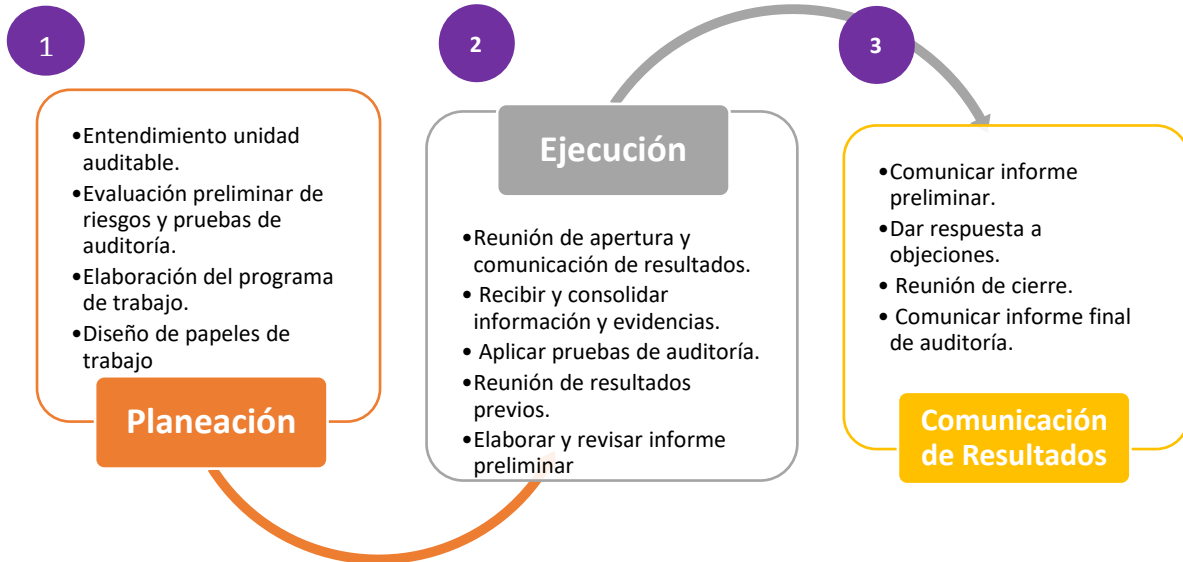 1
•Entendimiento unidad
auditable.
•Evaluación preliminar de
riesgos y pruebas de
auditoría.
•Elaboración del programa
de trabajo.
•Diseño de papeles de
trabajo
Planeación
2
Ejecución
•Reunión de apertura y
comunicación de resultados.
• Recibir y consolidar
información y evidencias.
• Aplicar pruebas de auditoría.
•Reunión de resultados
previos.
•Elaborar y revisar informe
preliminar
3
•Comunicar informe
preliminar.
•Dar respuesta a
objeciones.
• Reunión de cierre.
• Comunicar informe final
de auditoría.
Comunicación
de Resultados